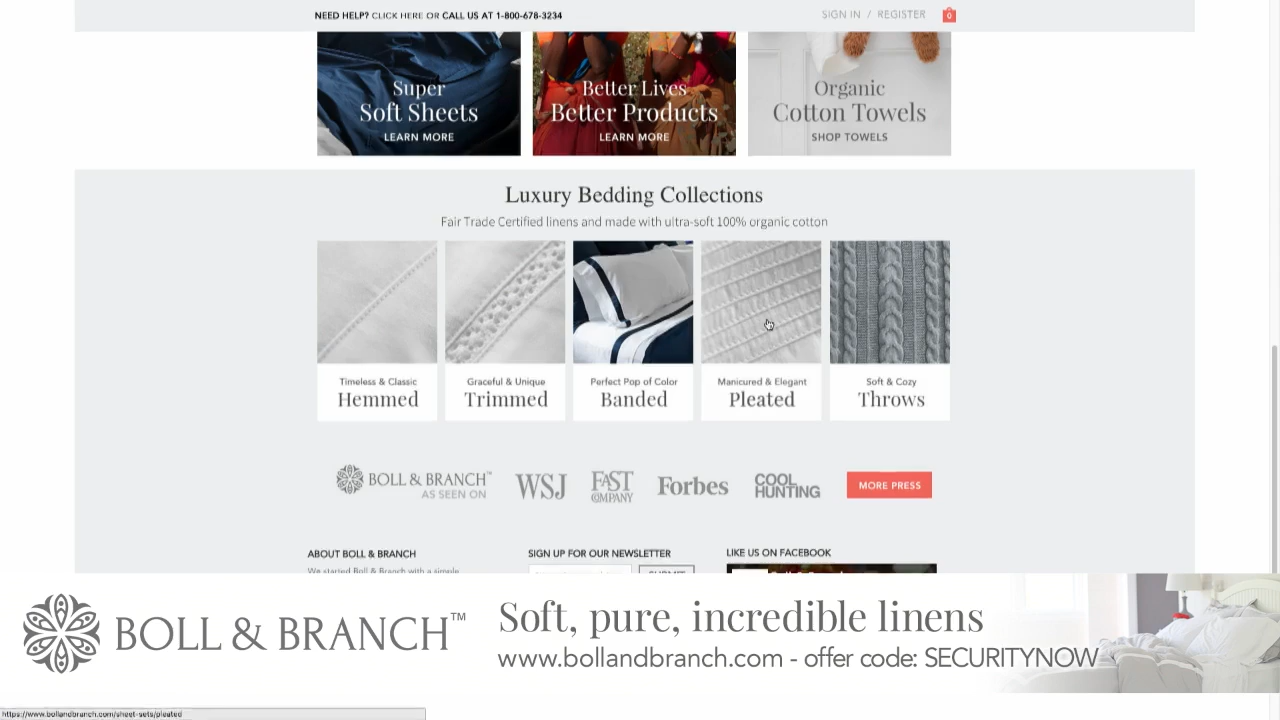 NEED HELP? CLICK HERE OR CALL US AT 1-800-678-3234
SIGN IN / REGISTER
0
Super
Soft Sheets
LEARN MORE
Better Lives
Better Products
LEARN MORE
Organic
Cotton Towels
SHOP TOWELS
Luxury Bedding Collections
Fair Trade Certified linens and made with ultra-soft 100% organic cotton
Timeless & Classic
Hemmed
Graceful & Unique
Trimmed
Perfect Pop of Color
Banded
Manicured & Elegant
Pleated
Soft & Cozy
Throws
BOLL & BRANCH™
AS SEEN ON
WSJ
FAST COMPANY
Forbes
COOL HUNTING
MORE PRESS
ABOUT BOLL & BRANCH
We started Boll & Branch with a simple
SIGN UP FOR OUR NEWSLETTER
SUBMIT
LIKE US ON FACEBOOK
BOLL & BRANCH™
Soft, pure, incredible linens
www.bollandbranch.com - offer code: SECURITYNOW
https://www.bollandbranch.com/sheet-sets/pleated